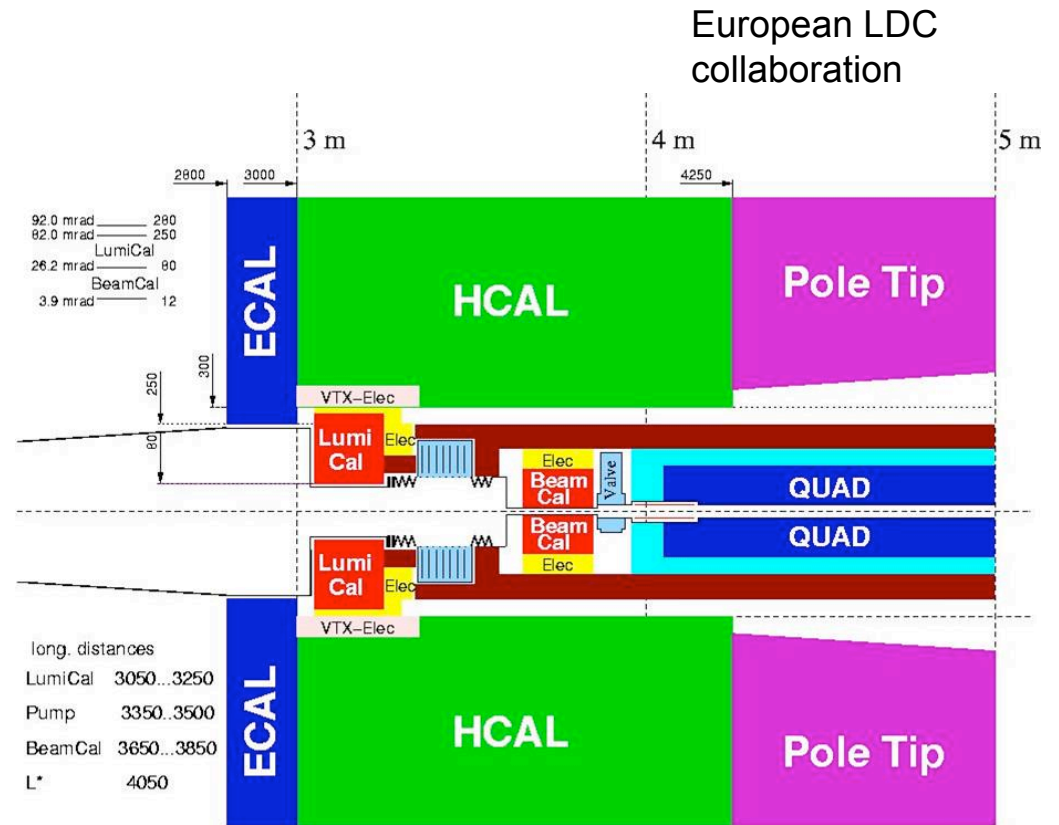 European LDC
collaboration
3 m
4 m
5 m
2800
3000
4250
92.0 mrad 280
82.0 mrad 250
LumiCal
26.2 mrad 80
BeamCal
3.9 mrad 12
ECAL
HCAL
Pole Tip
300
250
80
VTX-Elec
Lumi
Cal
Elec
Elec
Beam
Cal
Valve
QUAD
Beam
Cal
Elec
QUAD
Lumi
Cal
Elec
VTX-Elec
long. distances
LumiCal 3050...3250
Pump 3350..3500
BeamCal 3650...3850
L* 4050
ECAL
HCAL
Pole Tip